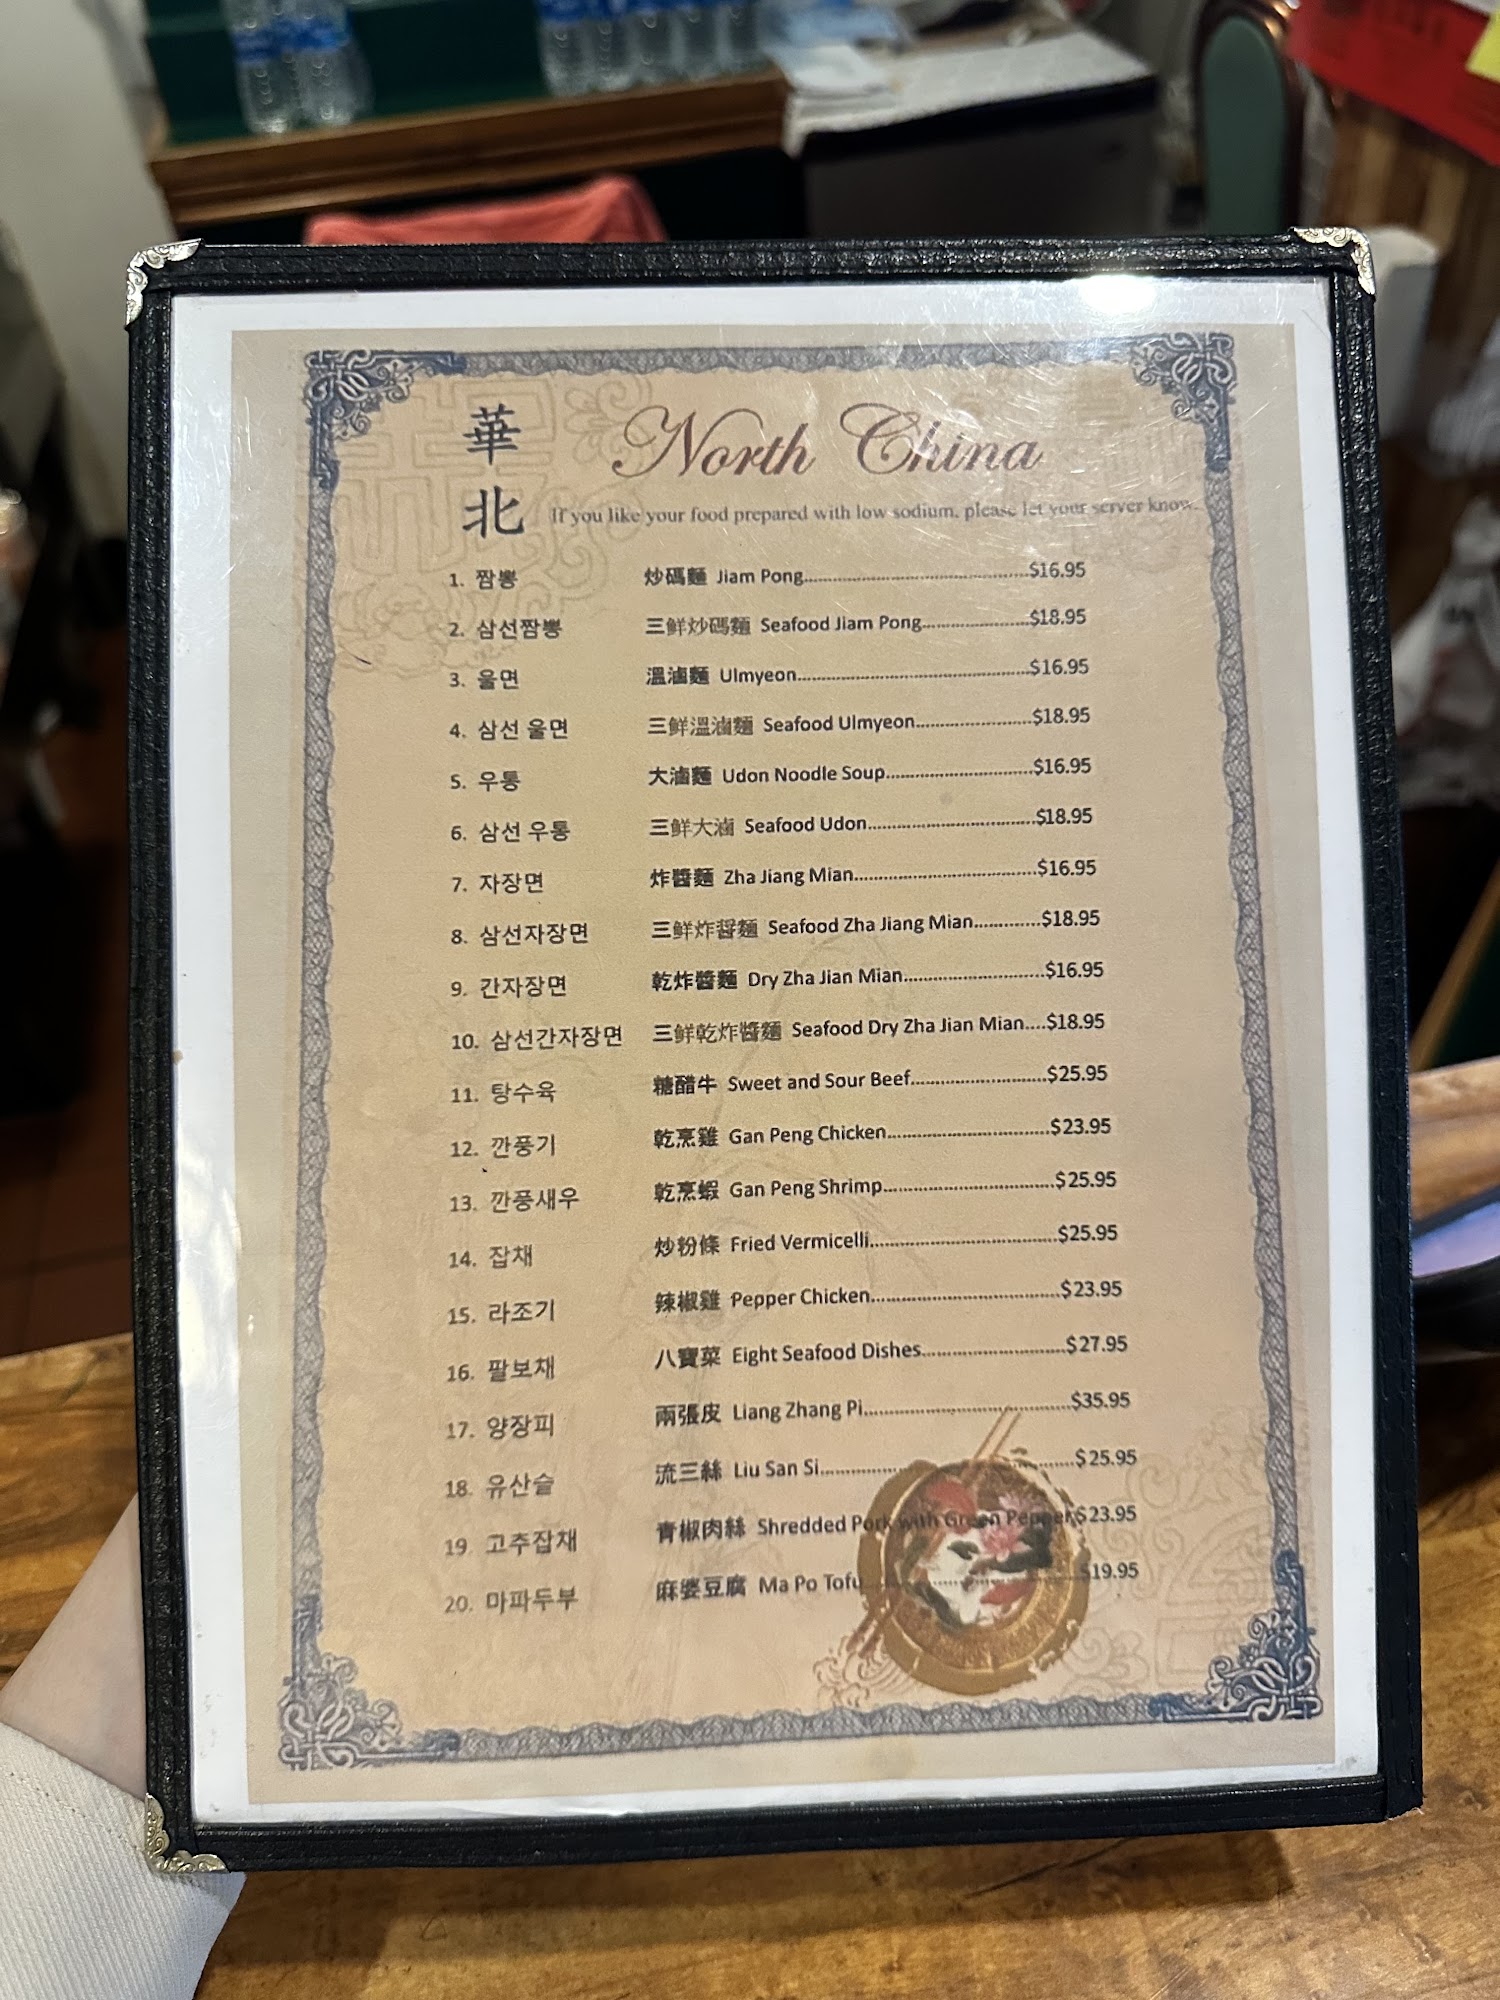 華北 North China
If you like your food prepared with low sodium, please let your server know.
1. 짬뽕 炒碼麵 Jiam Pong.......$16.95
2. 삼선짬뽕 三鮮炒碼麵 Seafood Jiam Pong.......$18.95
3. 울면 溫滷麵 Ulmyeon.......$16.95
4. 삼선 울면 三鮮溫滷麵 Seafood Ulmyeon.......$18.95
5. 우통 大滷麵 Udon Noodle Soup.......$16.95
6. 삼선 우통 三鮮大滷 Seafood Udon.......$18.95
7. 자장면 炸醬麵 Zha Jiang Mian.......$16.95
8. 삼선자장면 三鮮炸醬麵 Seafood Zha Jiang Mian.......$18.95
9. 간자장면 乾炸醬麵 Dry Zha Jian Mian.......$16.95
10. 삼선간자장면 三鮮乾炸醬麵 Seafood Dry Zha Jian Mian....$18.95
11. 탕수육 糖醋牛 Sweet and Sour Beef.......$25.95
12. 깐풍기 乾烹雞 Gan Peng Chicken.......$23.95
13. 깐풍새우 乾烹蝦 Gan Peng Shrimp.......$25.95
14. 잡채 炒粉條 Fried Vermicelli.......$25.95
15. 라조기 辣椒雞 Pepper Chicken.......$23.95
16. 팔보채 八寶菜 Eight Seafood Dishes.......$27.95
17. 양장피 兩張皮 Liang Zhang Pi.......$35.95
18. 유산슬 流三絲 Liu San Si.......$25.95
19. 고추잡채 青椒肉絲 Shredded Pork with Green Pepper$23.95
20. 마파두부 麻婆豆腐 Ma Po Tofu.......$19.95